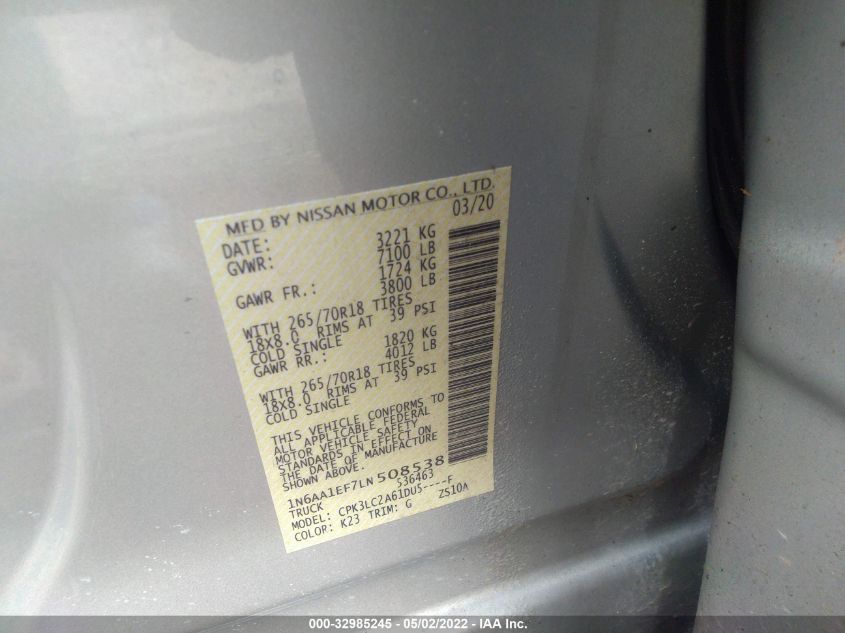 MFD BY NISSAN MOTOR CO., LTD.
DATE: 03/20
GVWR: 3221 KG
7100 LB
GAWR FR.: 1724 KG
3800 LB
WITH 265/70R18 TIRES
18X8.0 RIMS AT 39 PSI
COLD SINGLE
GAWR RR.: 1820 KG
4012 LB
WITH 265/70R18 TIRES
18X8.0 RIMS AT 39 PSI
COLD SINGLE
THIS VEHICLE CONFORMS TO
ALL APPLICABLE FEDERAL
MOTOR VEHICLE SAFETY
STANDARDS IN EFFECT ON
THE DATE OF MANUFACTURE
SHOWN ABOVE.
1N6AA1EF7LN508538
TRUCK 536463
MODEL: CPK3LC2A61DU5----F
COLOR: K23 TRIM: G ZS10A
000-32985245 - 05/02/2022 - IAA Inc.